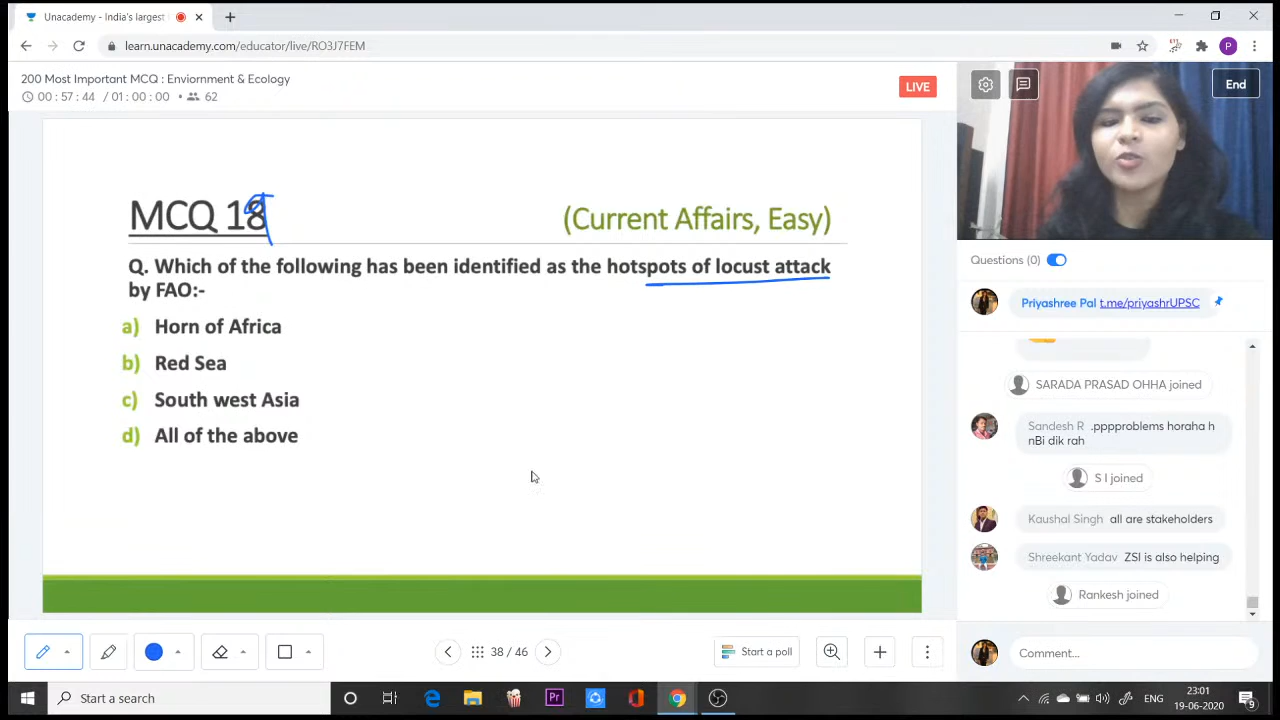 Unacademy - India's largest
learn.unacademy.com/educator/live/RO3J7FEM
200 Most Important MCQ : Enviornment & Ecology
00 : 57 : 44 / 01 : 00 : 00 • 62
LIVE
End
MCQ 19
(Current Affairs, Easy)
Q. Which of the following has been identified as the hotspots of locust attack
by FAO:-
a) Horn of Africa
b) Red Sea
c) South west Asia
d) All of the above
Questions (0)
Priyashree Pal t.me/priyashrUPSC
SARADA PRASAD OHHA joined
Sandesh R .pppproblems horaha h
nBi dik rah
S I joined
Kaushal Singh all are stakeholders
Shreekant Yadav ZSI is also helping
Rankesh joined
38 / 46
Start a poll
Comment...
Start a search
ENG
23:01
19-06-2020